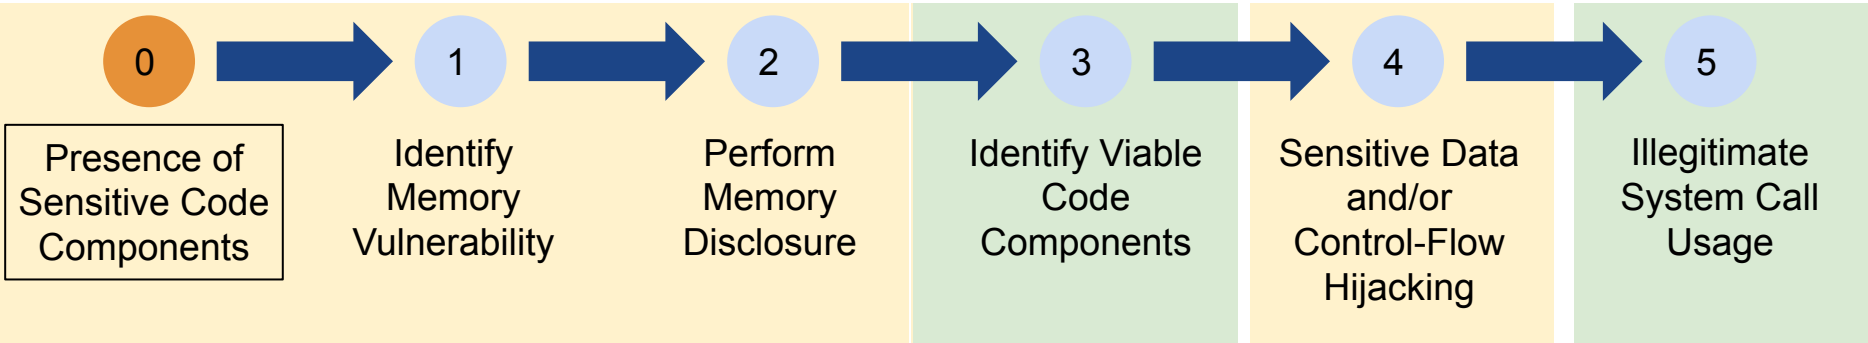 0
1
2
3
4
5
Presence of
Sensitive Code
Components
Identify
Memory
Vulnerability
Perform
Memory
Disclosure
Identify Viable
Code
Components
Sensitive Data
and/or
Control-Flow
Hijacking
Illegitimate
System Call
Usage